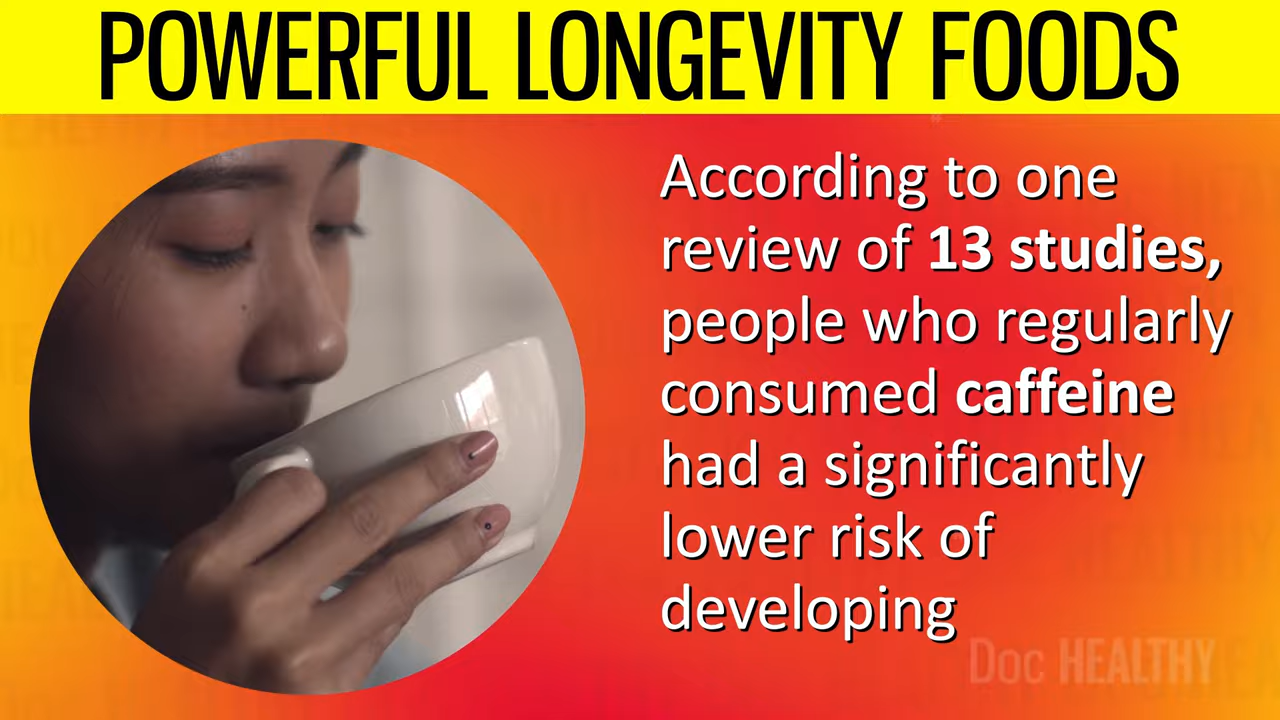 POWERFUL LONGEVITY FOODS
According to one
review of 13 studies,
people who regularly
consumed caffeine
had a significantly
lower risk of
developing
Doc HEALTHY